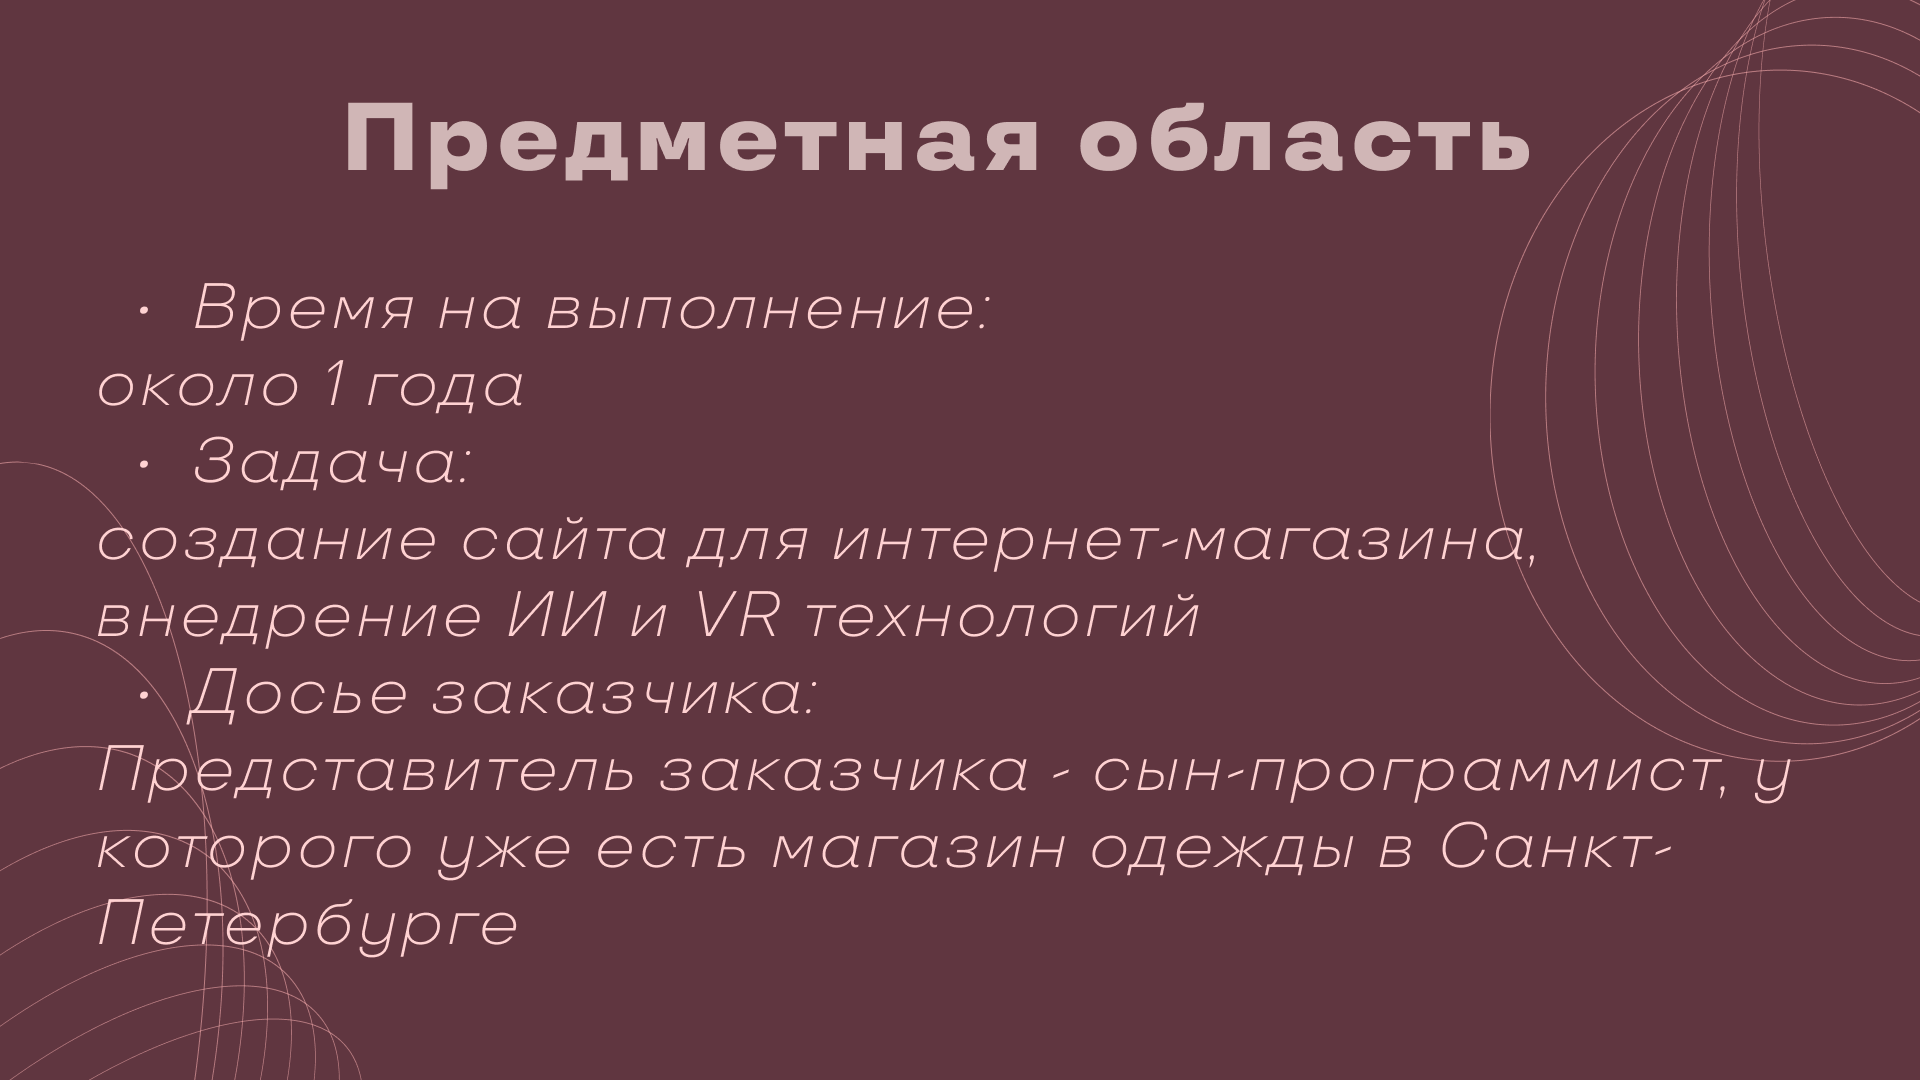 Предметная область
• Время на выполнение:
около 1 года
• Задача:
создание сайта для интернет-магазина,
внедрение ИИ и VR технологий
• Досье заказчика:
Представитель заказчика - сын-программист, у
которого уже есть магазин одежды в Санкт-
Петербурге